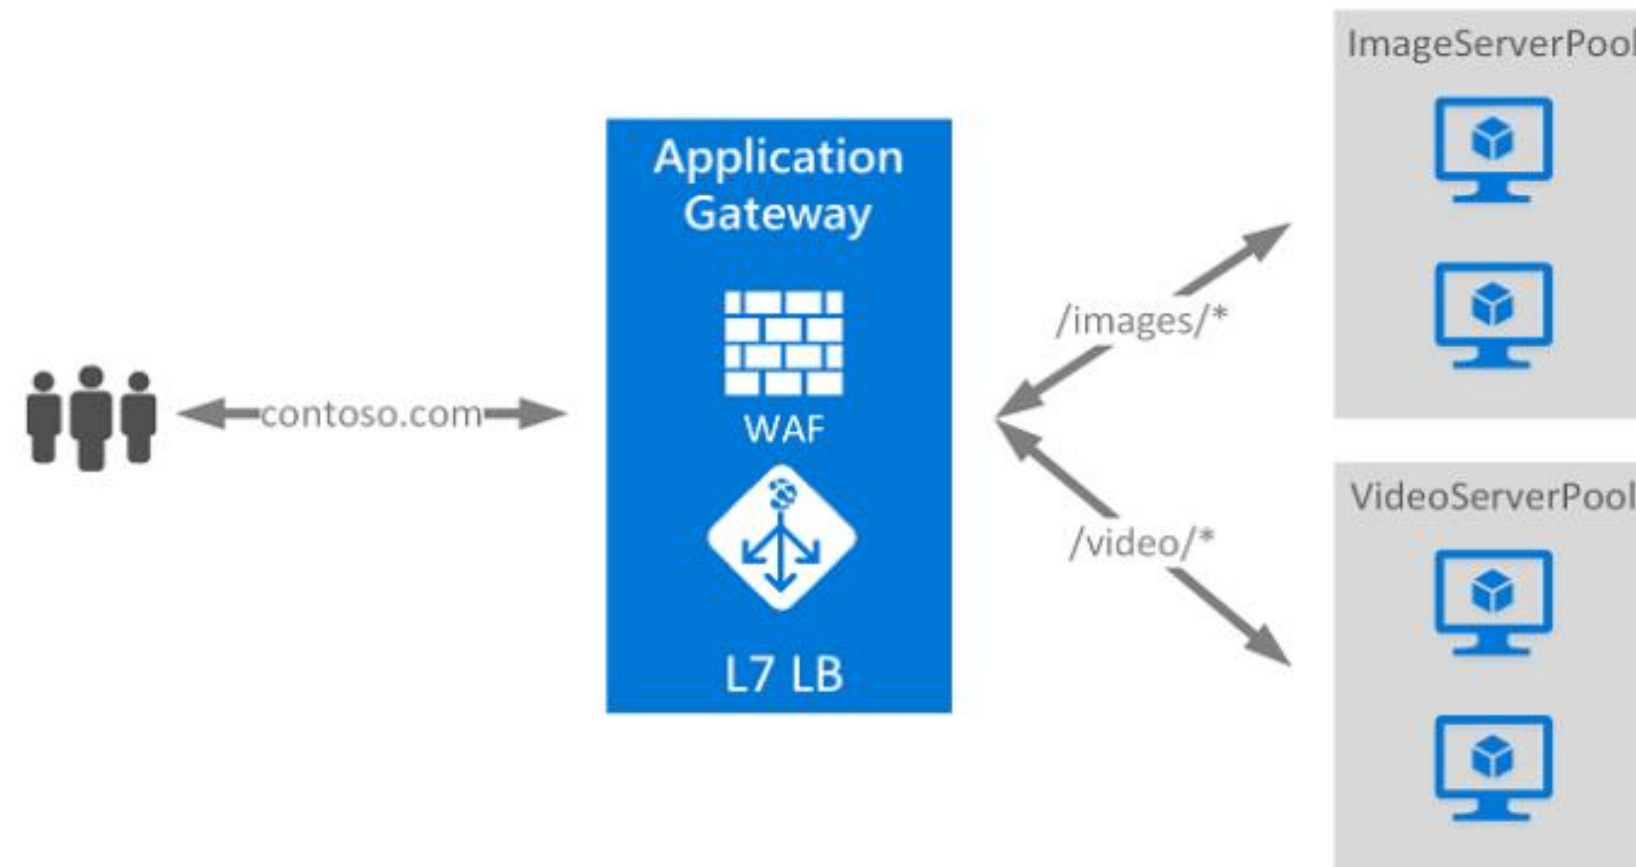 contoso.com
Application
Gateway
WAF
L7 LB
/images/*
/video/*
ImageServerPool
VideoServerPool